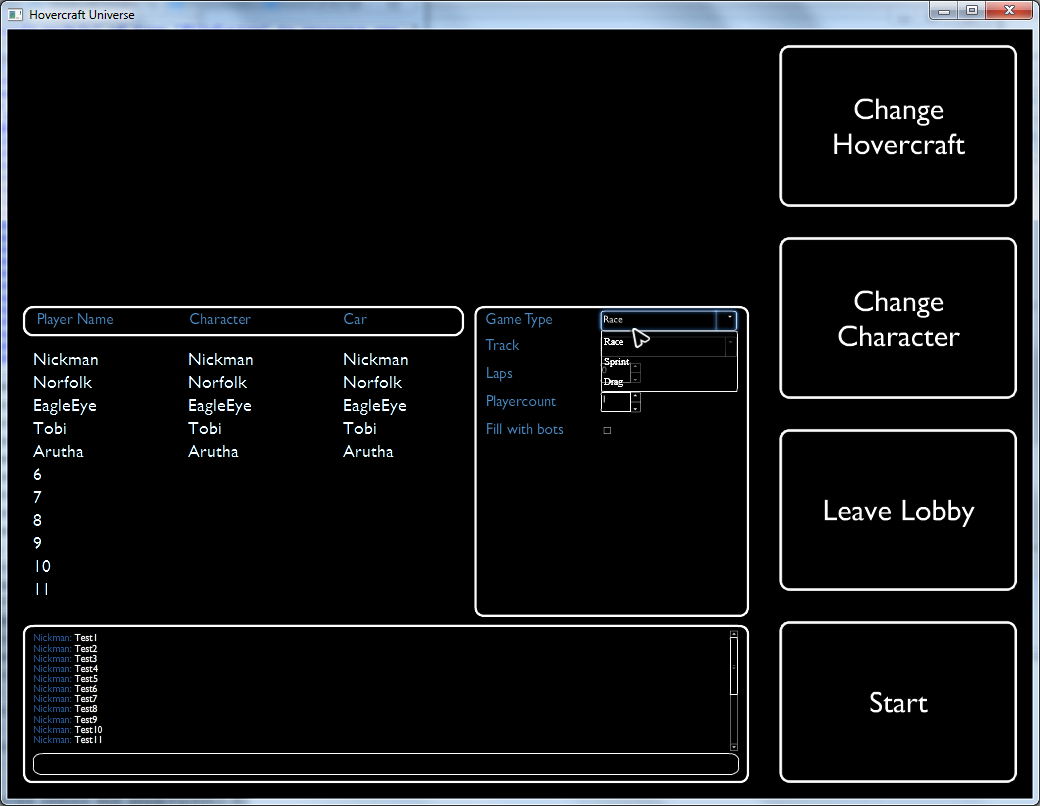 Hovercraft Universe
Change
Hovercraft
Change
Character
Leave Lobby
Start
Player Name Character Car
Nickman Nickman Nickman
Norfolk Norfolk Norfolk
EagleEye EagleEye EagleEye
Tobi Tobi Tobi
Arutha Arutha Arutha
6
7
8
9
10
11
Game Type Race
Race
Sprint
Drag
Track
Laps 0
Playercount
Fill with bots
Nickman: Test1
Nickman: Test2
Nickman: Test3
Nickman: Test4
Nickman: Test5
Nickman: Test6
Nickman: Test7
Nickman: Test8
Nickman: Test9
Nickman: Test10
Nickman: Test11